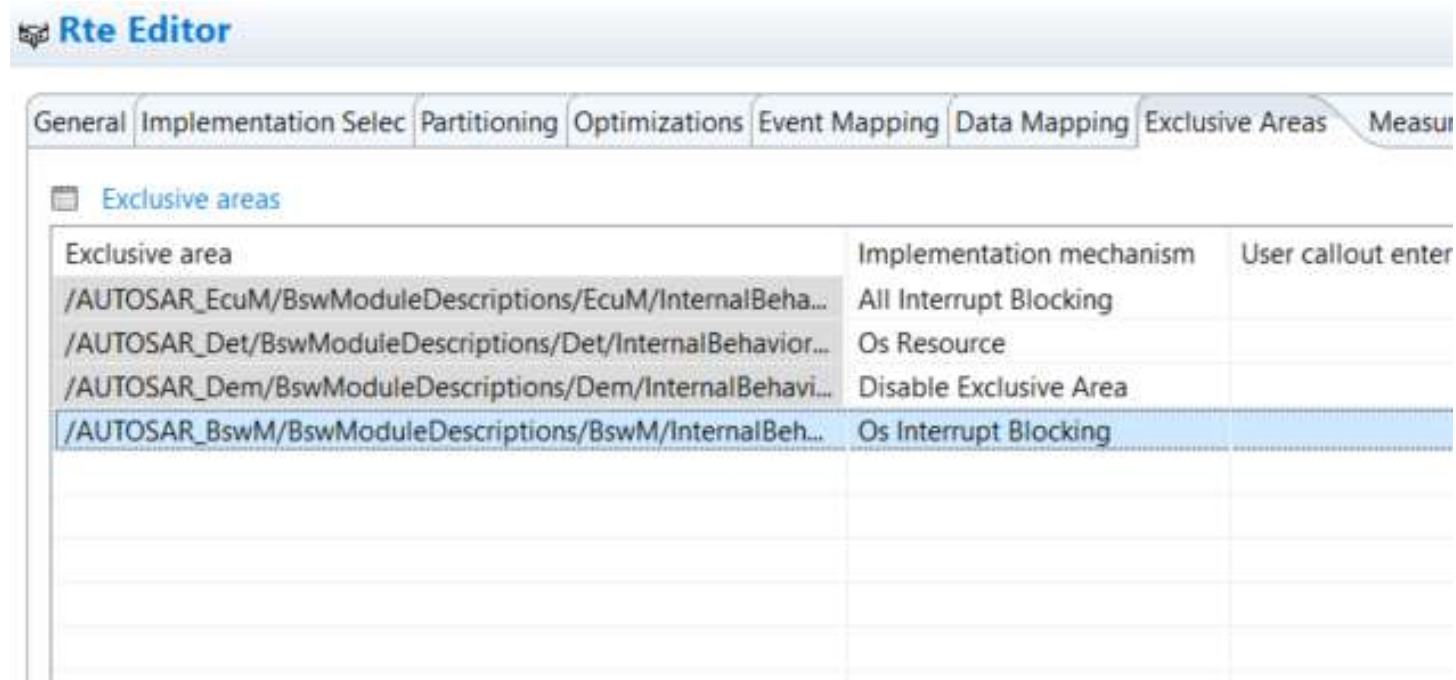 Rte Editor
General Implementation Selec Partitioning Optimizations Event Mapping Data Mapping Exclusive Areas Measur
Exclusive areas
Exclusive area Implementation mechanism User callout enter
/AUTOSAR_EcuM/BswModuleDescriptions/EcuM/InternalBeha... All Interrupt Blocking
/AUTOSAR_Det/BswModuleDescriptions/Det/InternalBehavior... Os Resource
/AUTOSAR_Dem/BswModuleDescriptions/Dem/InternalBehavi... Disable Exclusive Area
/AUTOSAR_BswM/BswModuleDescriptions/BswM/InternalBeh... Os Interrupt Blocking